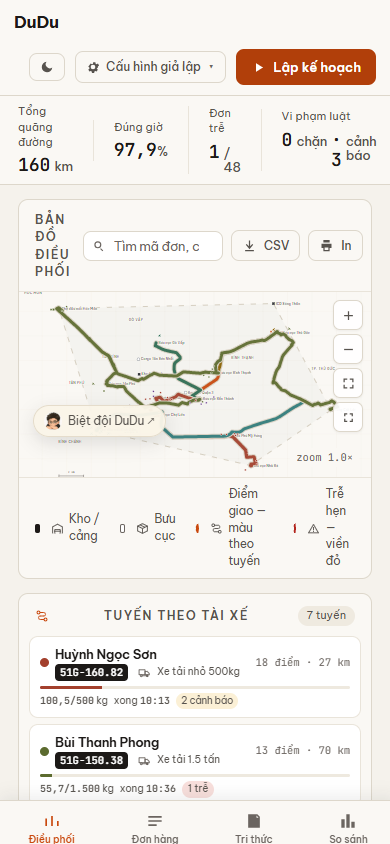 DuDu
Cấu hình giả lập
Lập kế hoạch
Tổng quãng đường
160 km
Đúng giờ
97,9%
Đơn trễ
1 / 48
Vi phạm luật
0 chặn · 3 cảnh báo
BẢN ĐỒ ĐIỀU PHỐI
Tìm mã đơn, c
CSV
In
Biệt đội DuDu ↗
zoom 1.0×
Kho / cảng
Bưu cục
Điểm giao — màu theo tuyến
Trễ hẹn — viền đỏ
TUYẾN THEO TÀI XẾ
7 tuyến
Huỳnh Ngọc Sơn
51G-160.82
Xe tải nhỏ 500kg
18 điểm · 27 km
100,5/500 kg xong 10:13 2 cảnh báo
Bùi Thanh Phong
51G-150.38
Xe tải 1.5 tấn
13 điểm · 70 km
55,7/1.500 kg xong 10:36 1 trễ
Điều phối
Đơn hàng
Tri thức
So sánh